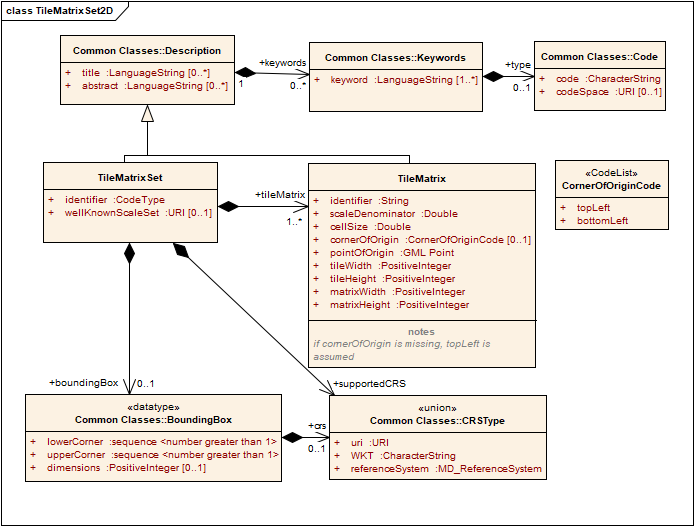 class TileMatrixSet2D
Common Classes::Description
+ title :LanguageString [0..*]
+ abstract :LanguageString [0..*]
+keywords
1
0..*
Common Classes::Keywords
+ keyword :LanguageString [1..*]
+type
0..1
Common Classes::Code
+ code :CharacterString
+ codeSpace :URI [0..1]
TileMatrixSet
+ identifier :CodeType
+ wellKnownScaleSet :URI [0..1]
+tileMatrix
1..*
TileMatrix
+ identifier :String
+ scaleDenominator :Double
+ cellSize :Double
+ cornerOfOrigin :CornerOfOriginCode [0..1]
+ pointOfOrigin :GML Point
+ tileWidth :PositiveInteger
+ tileHeight :PositiveInteger
+ matrixWidth :PositiveInteger
+ matrixHeight :PositiveInteger
notes
if cornerOfOrigin is missing, topLeft is
assumed
«CodeList»
CornerOfOriginCode
+ topLeft
+ bottomLeft
+boundingBox
0..1
+supportedCRS
«datatype»
Common Classes::BoundingBox
+ lowerCorner :sequence <number greater than 1>
+ upperCorner :sequence <number greater than 1>
+ dimensions :PositiveInteger [0..1]
+crs
0..1
«union»
Common Classes::CRSType
+ uri :URI
+ WKT :CharacterString
+ referenceSystem :MD_ReferenceSystem